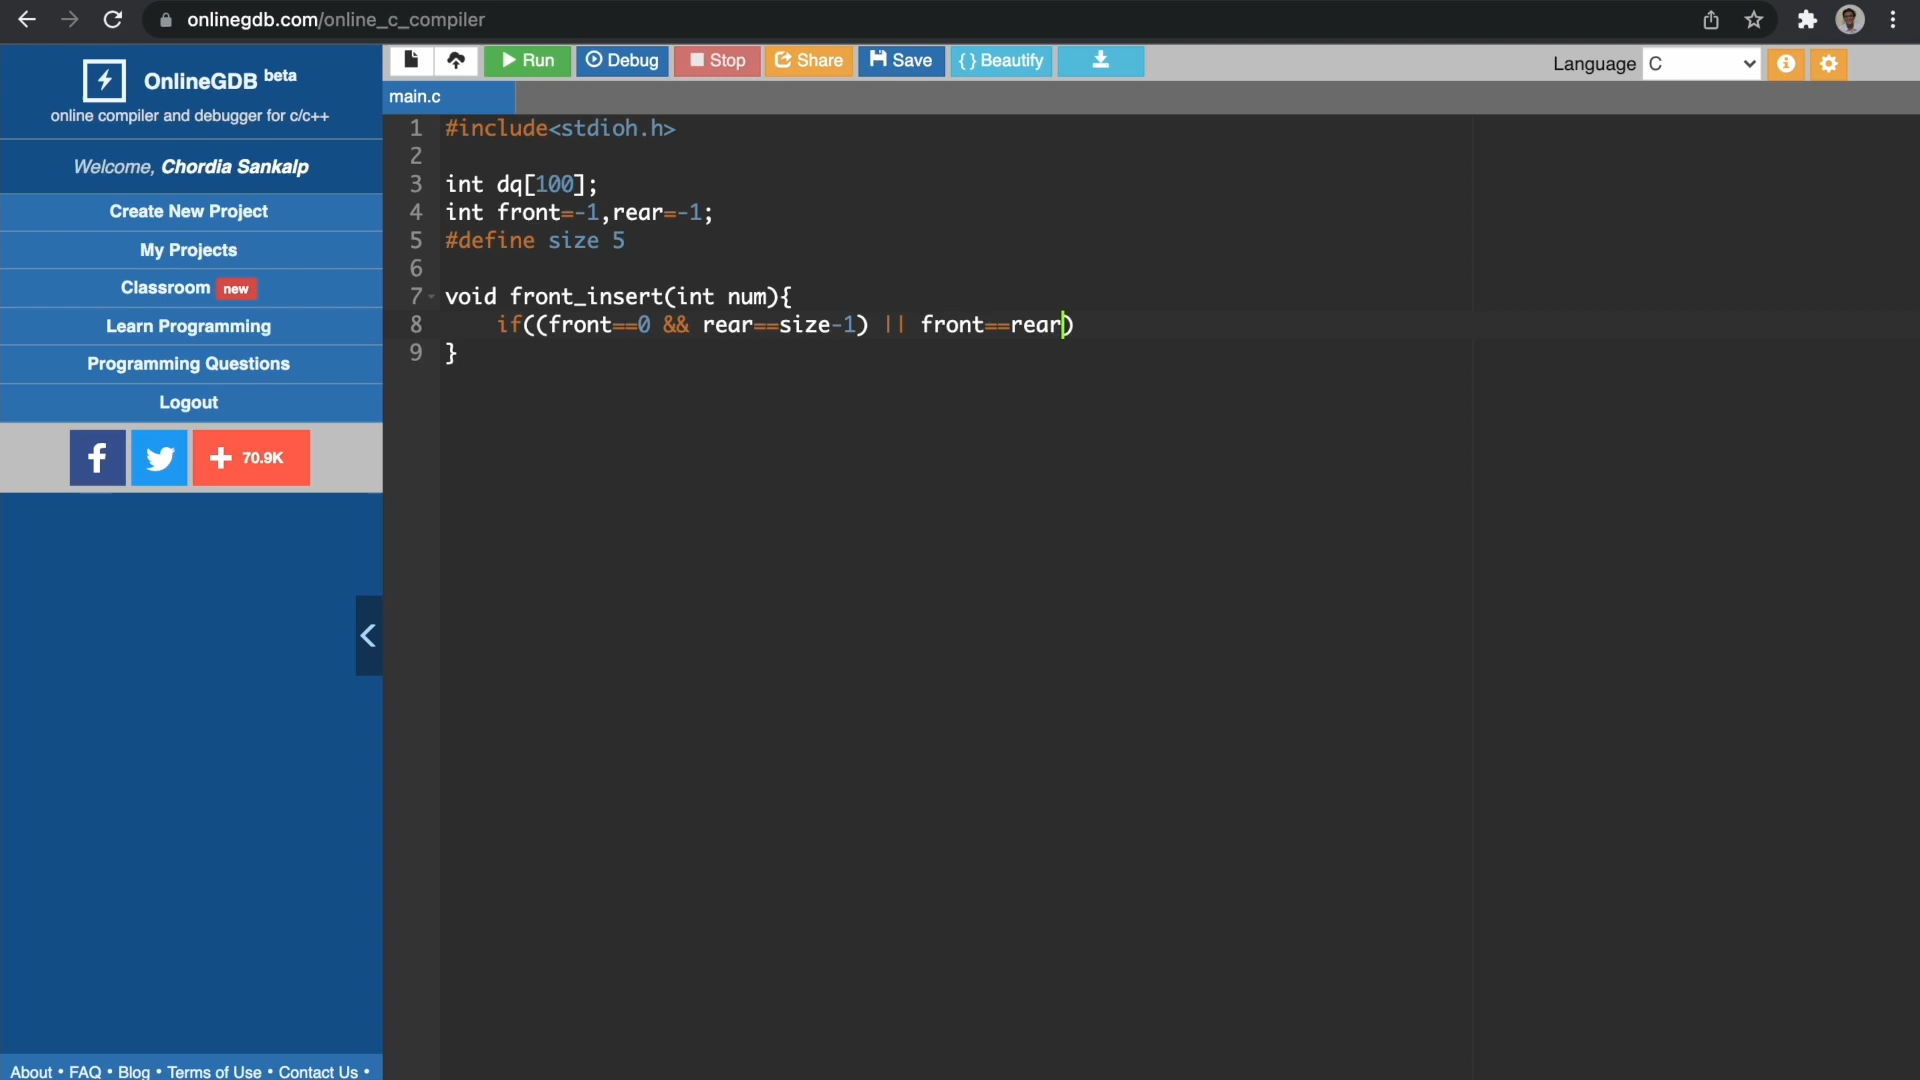 onlinegdb.com/online_c_compiler
OnlineGDB beta
online compiler and debugger for c/c++
Welcome, Chordia Sankalp
Create New Project
My Projects
Classroom new
Learn Programming
Programming Questions
Logout
f + 70.9K
About • FAQ • Blog • Terms of Use • Contact Us •
Run Debug Stop Share Save {} Beautify
Language C
main.c
1 #include<stdioh.h>
2
3 int dq[100];
4 int front=-1,rear=-1;
5 #define size 5
6
7 void front_insert(int num){
8 if((front==0 && rear==size-1) || front==rear)
9 }